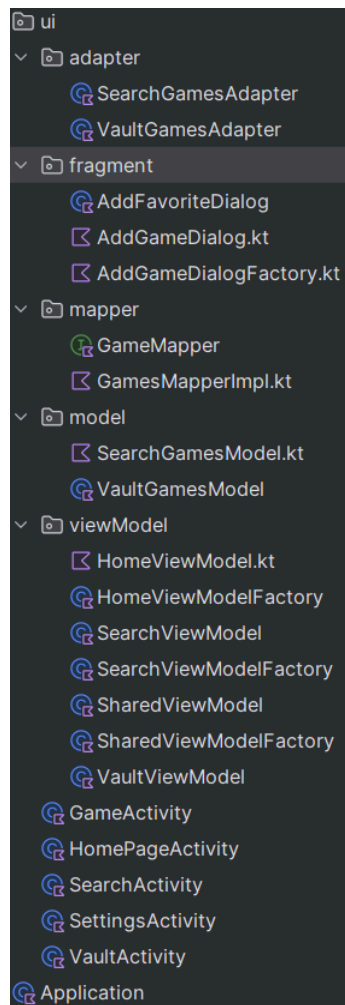 ui
adapter
SearchGamesAdapter
VaultGamesAdapter
fragment
AddFavoriteDialog
AddGameDialog.kt
AddGameDialogFactory.kt
mapper
GameMapper
GamesMapperImpl.kt
model
SearchGamesModel.kt
VaultGamesModel
viewModel
HomeViewModel.kt
HomeViewModelFactory
SearchViewModel
SearchViewModelFactory
SharedViewModel
SharedViewModelFactory
VaultViewModel
GameActivity
HomePageActivity
SearchActivity
SettingsActivity
VaultActivity
Application